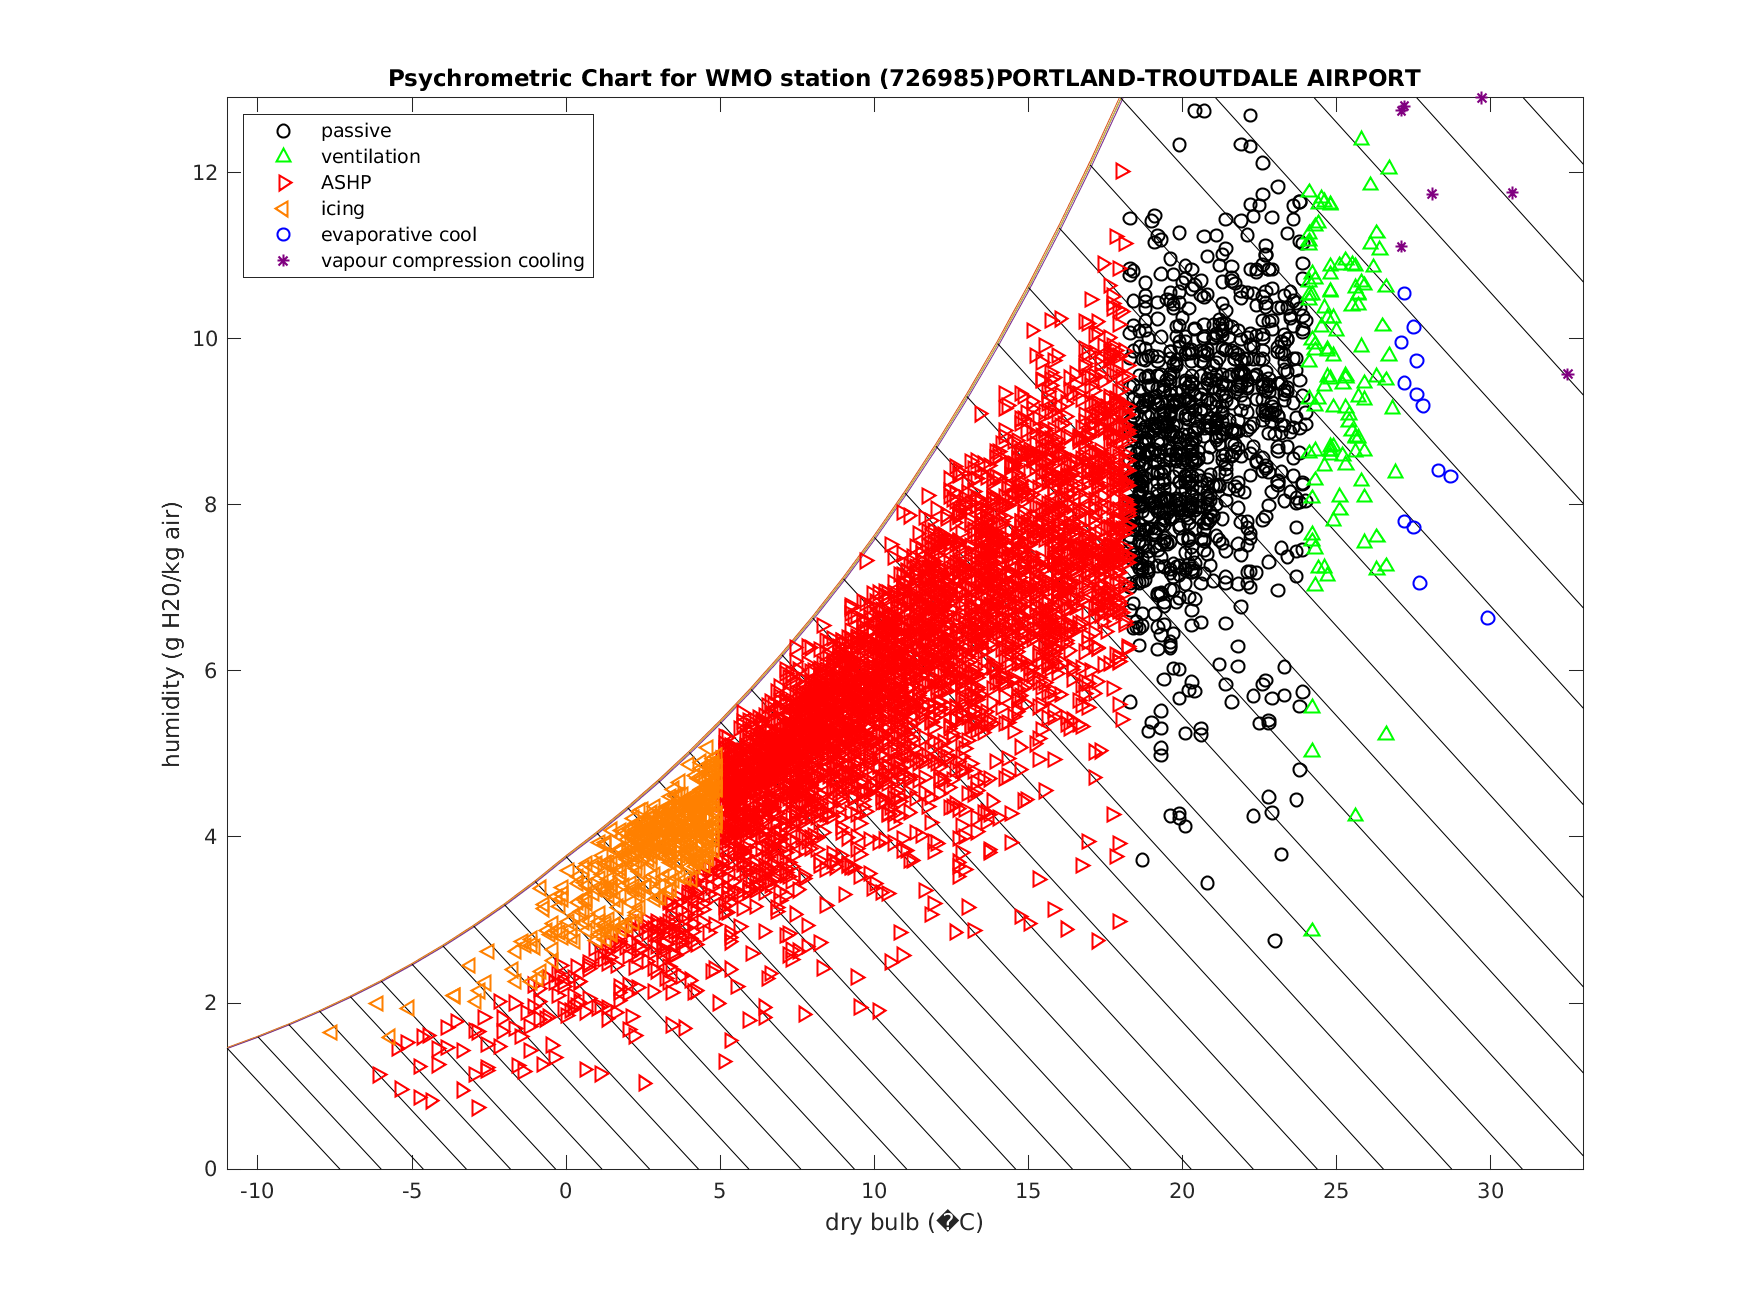 Psychrometric Chart for WMO station (726985)PORTLAND-TROUTDALE AIRPORT
passive
ventilation
ASHP
icing
evaporative cool
vapour compression cooling
humidity (g H20/kg air)
12
10
8
6
4
2
0
-10 -5 0 5 10 15 20 25 30
dry bulb (�C)